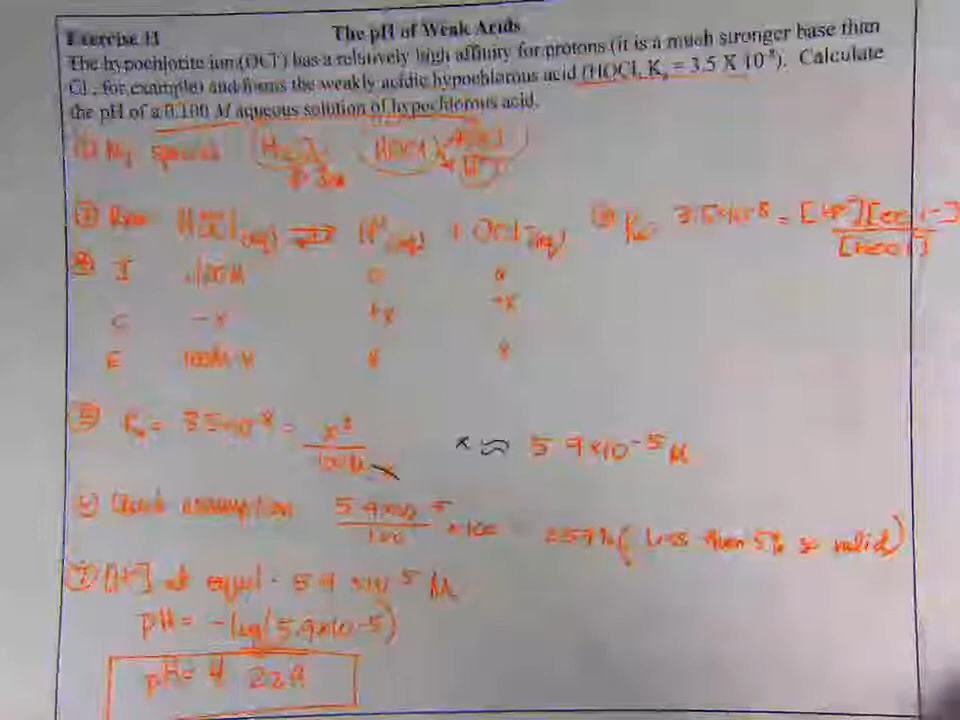 Exercise 11 The pH of Weak Acids
The hypochlorite ion (OCl⁻) has a relatively high affinity for protons (it is a much stronger base than
Cl⁻, for example) and forms the weakly acidic hypochlorous acid (HOCl, Kₐ = 3.5 X 10⁻⁸). Calculate
the pH of a 0.100 M aqueous solution of hypochlorous acid.
① Mj species H₂O HOCl
② Rxn HOCl(aq) ⇌ H⁺(aq) + OCl⁻(aq) ③ Ka = 3.5×10⁻⁸ = [H⁺][OCl⁻]
[HOCl]
④ I .100M 0 0
C -x +x +x
E .100M-x x x
⑤ Ka = 3.5×10⁻⁸ = x²
.100M-x x ≈ 5.9×10⁻⁵ M
⑥ Check assumption 5.9×10⁻⁵
.100 ×100 = .059% (less than 5% so valid)
⑦ [H⁺] at equil = 5.9×10⁻⁵ M
pH = -log(5.9×10-5)
pH= 4.229